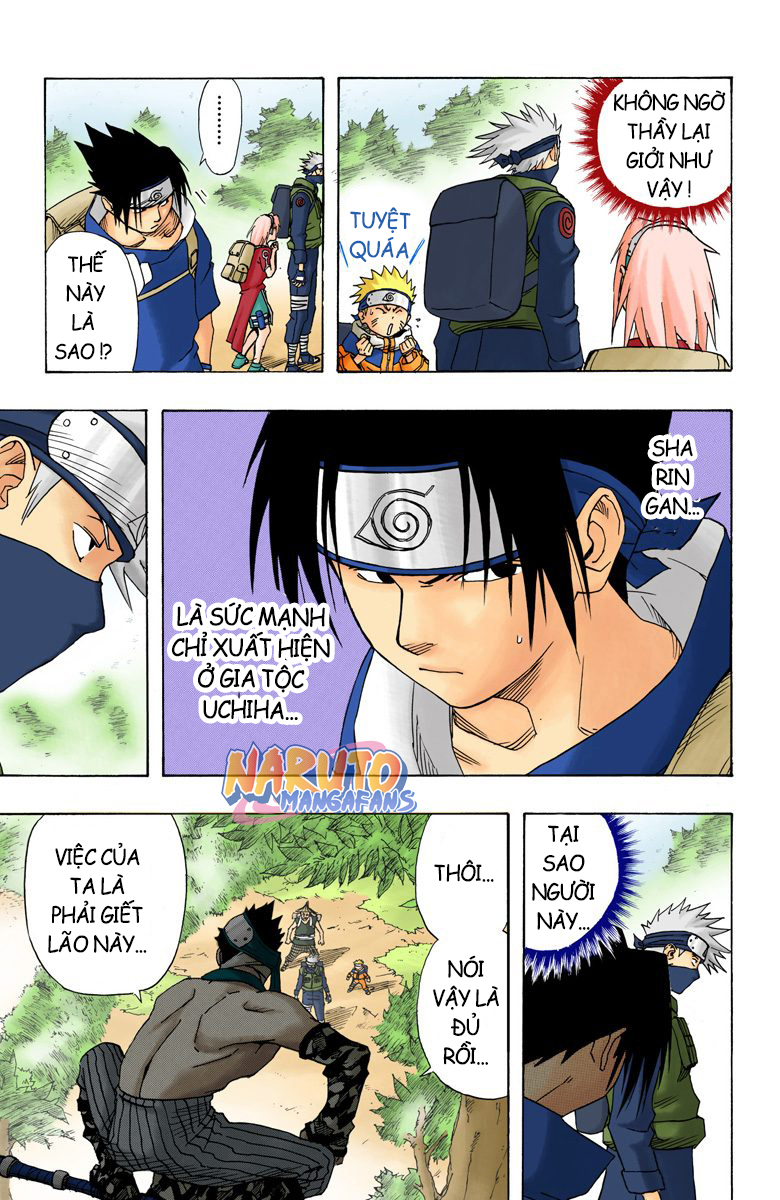 KHÔNG NGỜ
THẦY LẠI
GIỎI NHƯ
VẬY !
TUYỆT
QUÁA
.........
THẾ
NÀY
LÀ
SAO !?
SHA
RIN
GAN...
LÀ SỨC MẠNH
CHỈ XUẤT HIỆN
Ở GIA TỘC
UCHIHA...
NARUTO
MANGAFANS
TẠI
SAO
NGƯỜI
NÀY...
THÔI...
NÓI
VẬY LÀ
ĐỦ
RỒI...
VIỆC CỦA
TA LÀ
PHẢI GIẾT
LÃO NÀY...